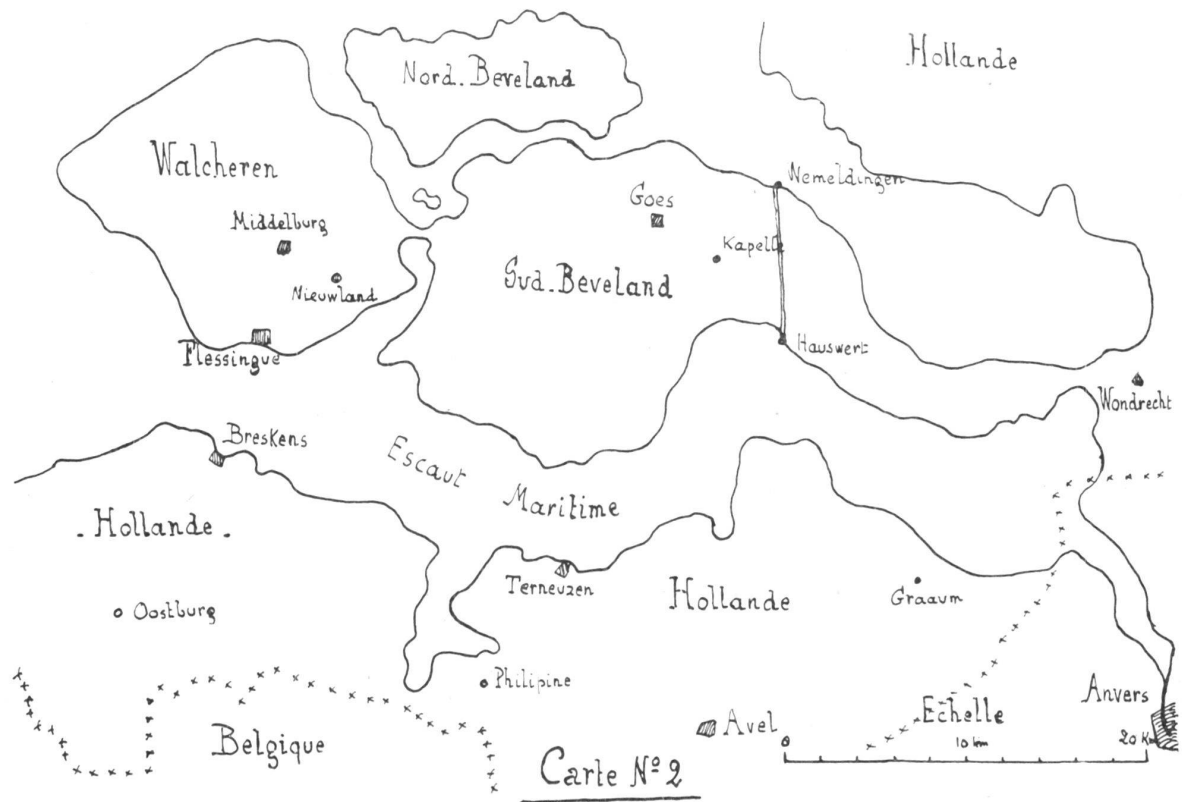 Hollande
Nord. Beveland
Walcheren
Nemeldingen
Goes
Middelburg
Kapelle
Sud. Beveland
Nieuwland
Hauswert
Flessingue
Wondrecht
Breskens
Escaut
Maritime
- Hollande -
Terneuzen
Hollande
Graaum
Oostburg
Philipine
Anvers
Echelle
Avel
Belgique
0 10 km 20 Km
Carte Nº 2